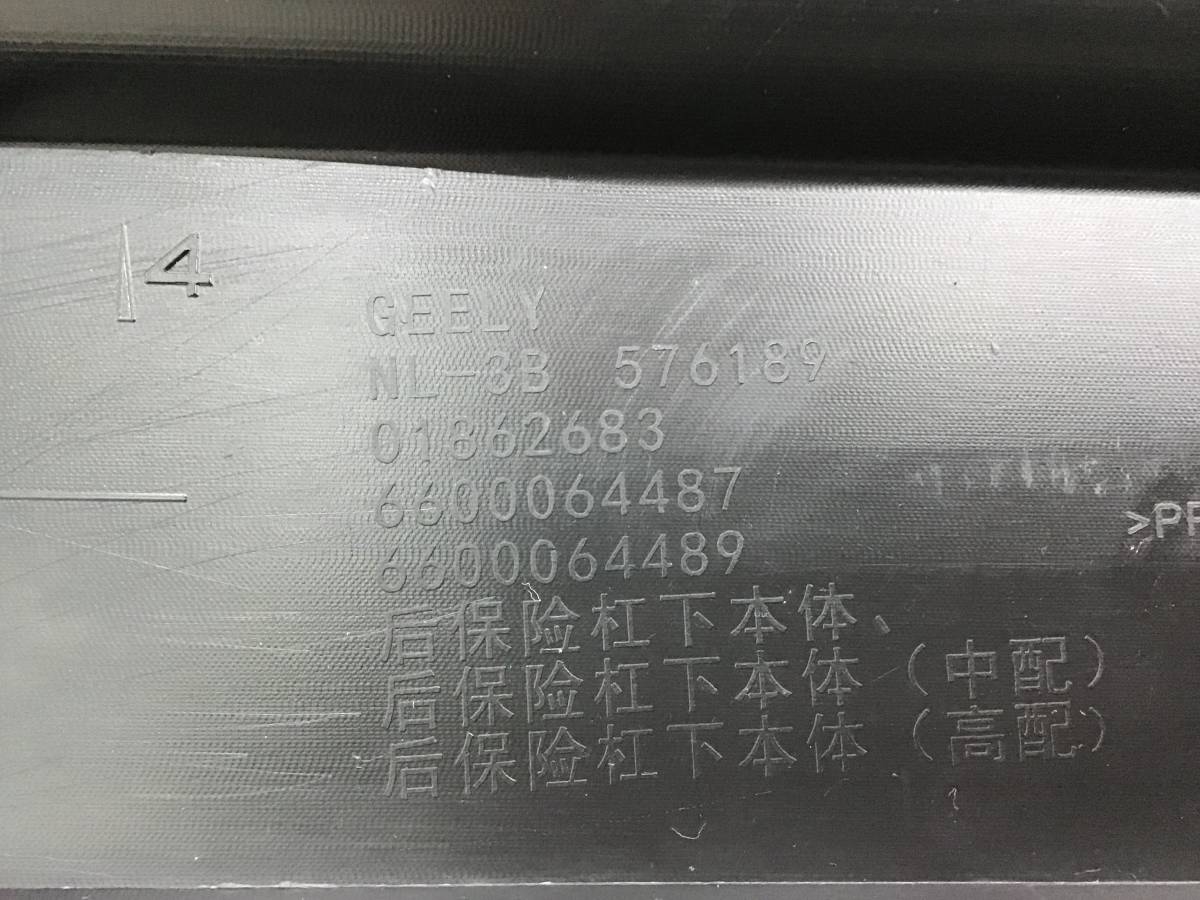 4
GEELY
NL-3B 576189
01862683
6600064487
6600064489
>PP
后保险杠下本体、
后保险杠下本体（中配）
后保险杠下本体（高配）